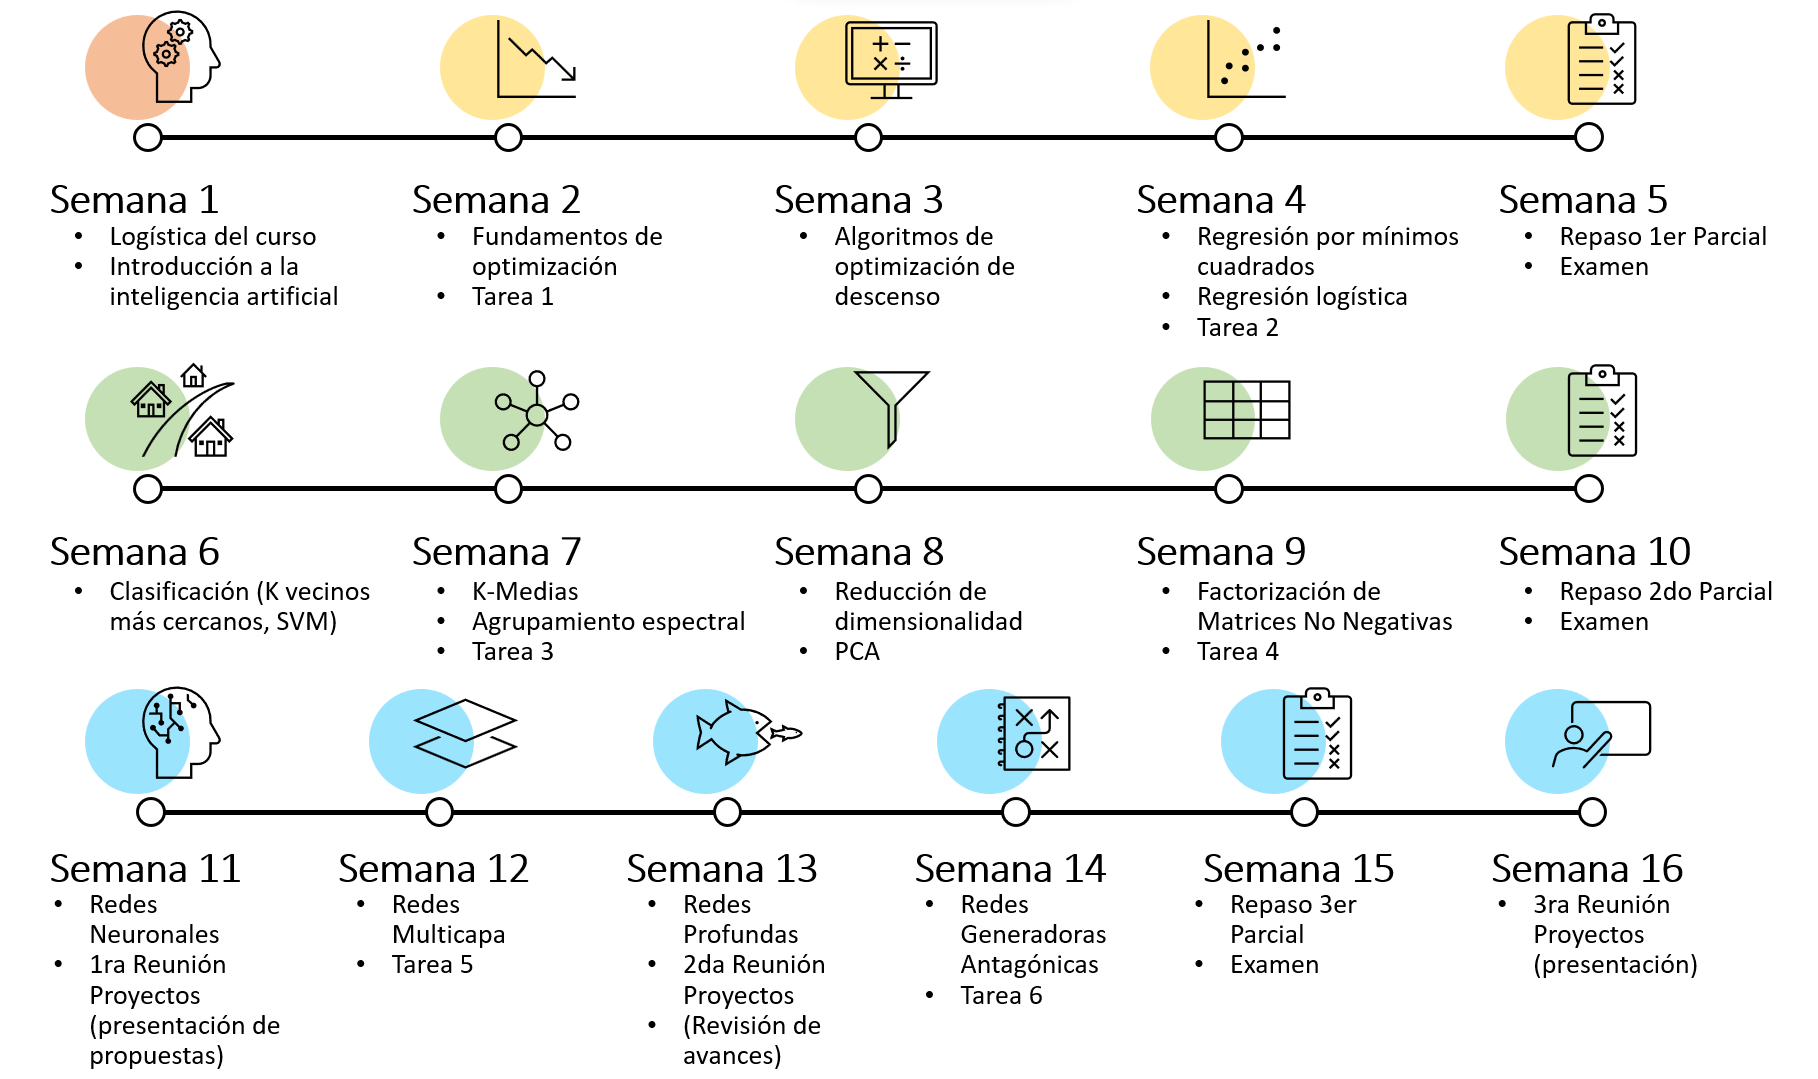 Semana 1
• Logística del curso
• Introducción a la
inteligencia artificial
Semana 2
• Fundamentos de
optimización
• Tarea 1
Semana 3
• Algoritmos de
optimización de
descenso
Semana 4
• Regresión por mínimos
cuadrados
• Regresión logística
• Tarea 2
Semana 5
• Repaso 1er Parcial
• Examen
Semana 6
• Clasificación (K vecinos
más cercanos, SVM)
Semana 7
• K-Medias
• Agrupamiento espectral
• Tarea 3
Semana 8
• Reducción de
dimensionalidad
• PCA
Semana 9
• Factorización de
Matrices No Negativas
• Tarea 4
Semana 10
• Repaso 2do Parcial
• Examen
Semana 11
• Redes
Neuronales
• 1ra Reunión
Proyectos
(presentación de
propuestas)
Semana 12
• Redes
Multicapa
• Tarea 5
Semana 13
• Redes
Profundas
• 2da Reunión
Proyectos
• (Revisión de
avances)
Semana 14
• Redes
Generadoras
Antagónicas
• Tarea 6
Semana 15
• Repaso 3er
Parcial
• Examen
Semana 16
• 3ra Reunión
Proyectos
(presentación)